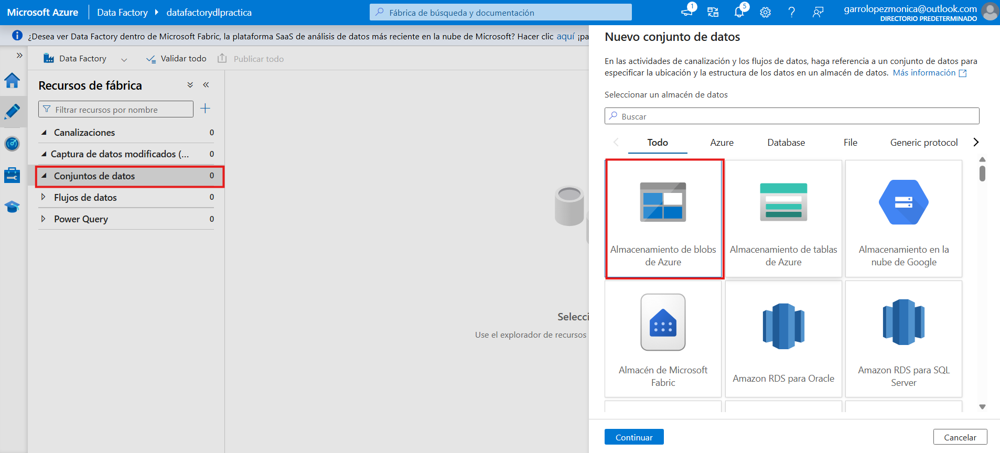 Microsoft Azure
Data Factory
datafactorydlpractica
Fábrica de búsqueda y documentación
1
5
garrolopezmonica@outlook.com
DIRECTORIO PREDETERMINADO
¿Desea ver Data Factory dentro de Microsoft Fabric, la plataforma SaaS de análisis de datos más reciente en la nube de Microsoft? Hacer clic aquí ¡pa
Data Factory
Validar todo
Publicar todo
Recursos de fábrica
Filtrar recursos por nombre
Canalizaciones 0
Captura de datos modificados (... 0
Conjuntos de datos 0
Flujos de datos 0
Power Query 0
Selecci
Use el explorador de recursos
Nuevo conjunto de datos
En las actividades de canalización y los flujos de datos, haga referencia a un conjunto de datos para
especificar la ubicación y la estructura de los datos en un almacén de datos. Más información
Seleccionar un almacén de datos
Buscar
Todo
Azure
Database
File
Generic protocol
Almacenamiento de blobs
de Azure
Almacenamiento de tablas
de Azure
Almacenamiento en la
nube de Google
Almacén de Microsoft
Fabric
Amazon RDS para Oracle
Amazon RDS para SQL
Server
Continuar
Cancelar